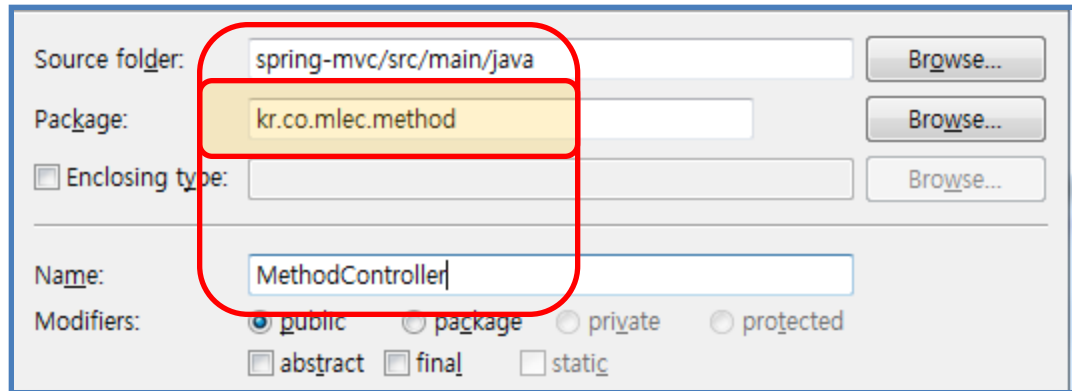 Source folder: spring-mvc/src/main/java Browse...
Package: kr.co.mlec.method Browse...
Enclosing type: Browse...
Name: MethodController
Modifiers: public package private protected
abstract final static